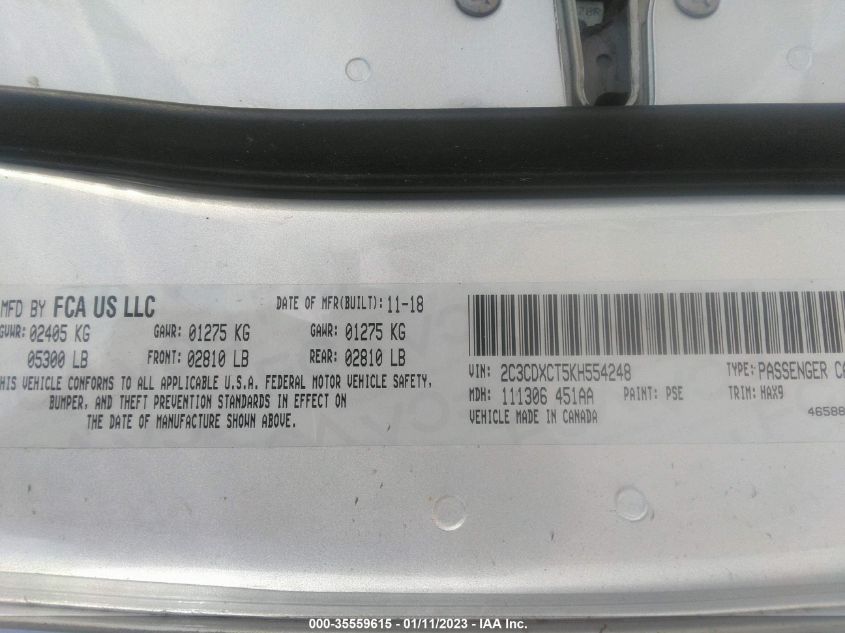 MFD BY FCA US LLC
DATE OF MFR(BUILT): 11-18
GVWR: 02405 KG
GAWR: 01275 KG
GAWR: 01275 KG
05300 LB
FRONT: 02810 LB
REAR: 02810 LB
THIS VEHICLE CONFORMS TO ALL APPLICABLE U.S.A. FEDERAL MOTOR VEHICLE SAFETY,
BUMPER, AND THEFT PREVENTION STANDARDS IN EFFECT ON
THE DATE OF MANUFACTURE SHOWN ABOVE.
VIN: 2C3CDXCT5KH554248
TYPE: PASSENGER CA
MDH: 111306 451AA
PAINT: PSE
TRIM: HAX9
VEHICLE MADE IN CANADA
46588
000-35559615 - 01/11/2023 - IAA Inc.